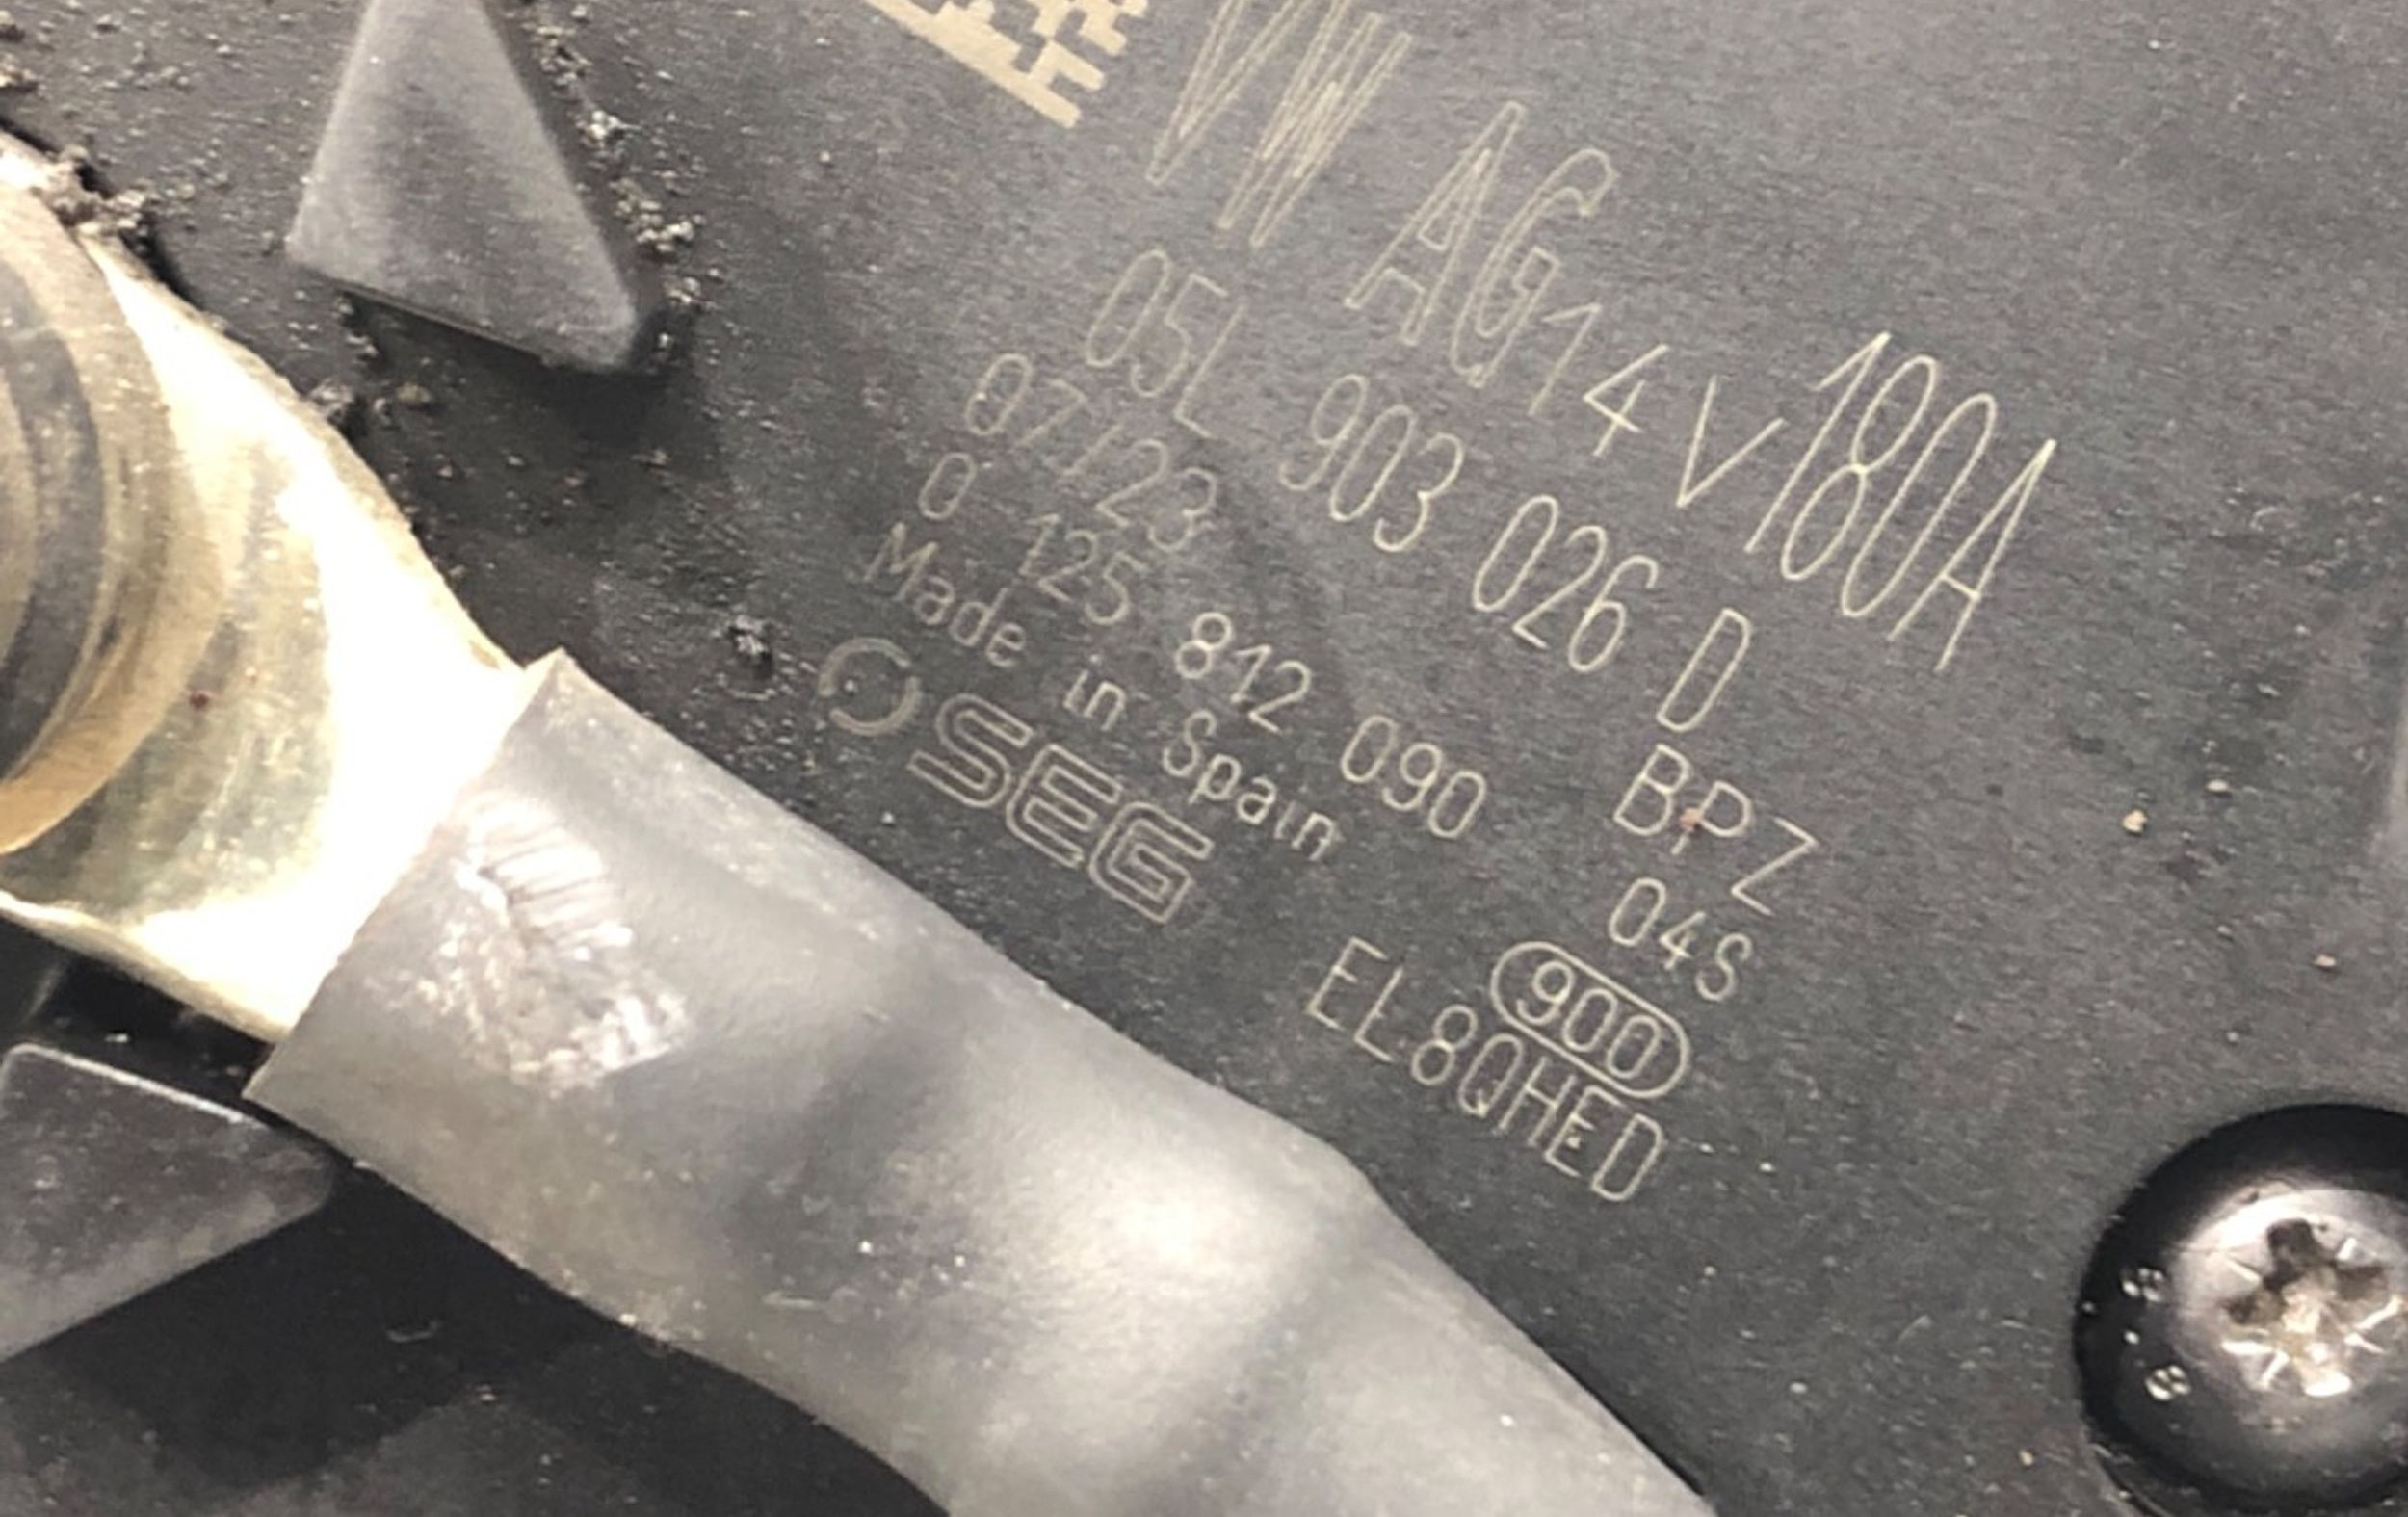 VW AG 14V 180A
05L 903 026 D
07/23
0 125 812 090 BPZ
Made in Spain 04S
SEG 900
EL8QHED